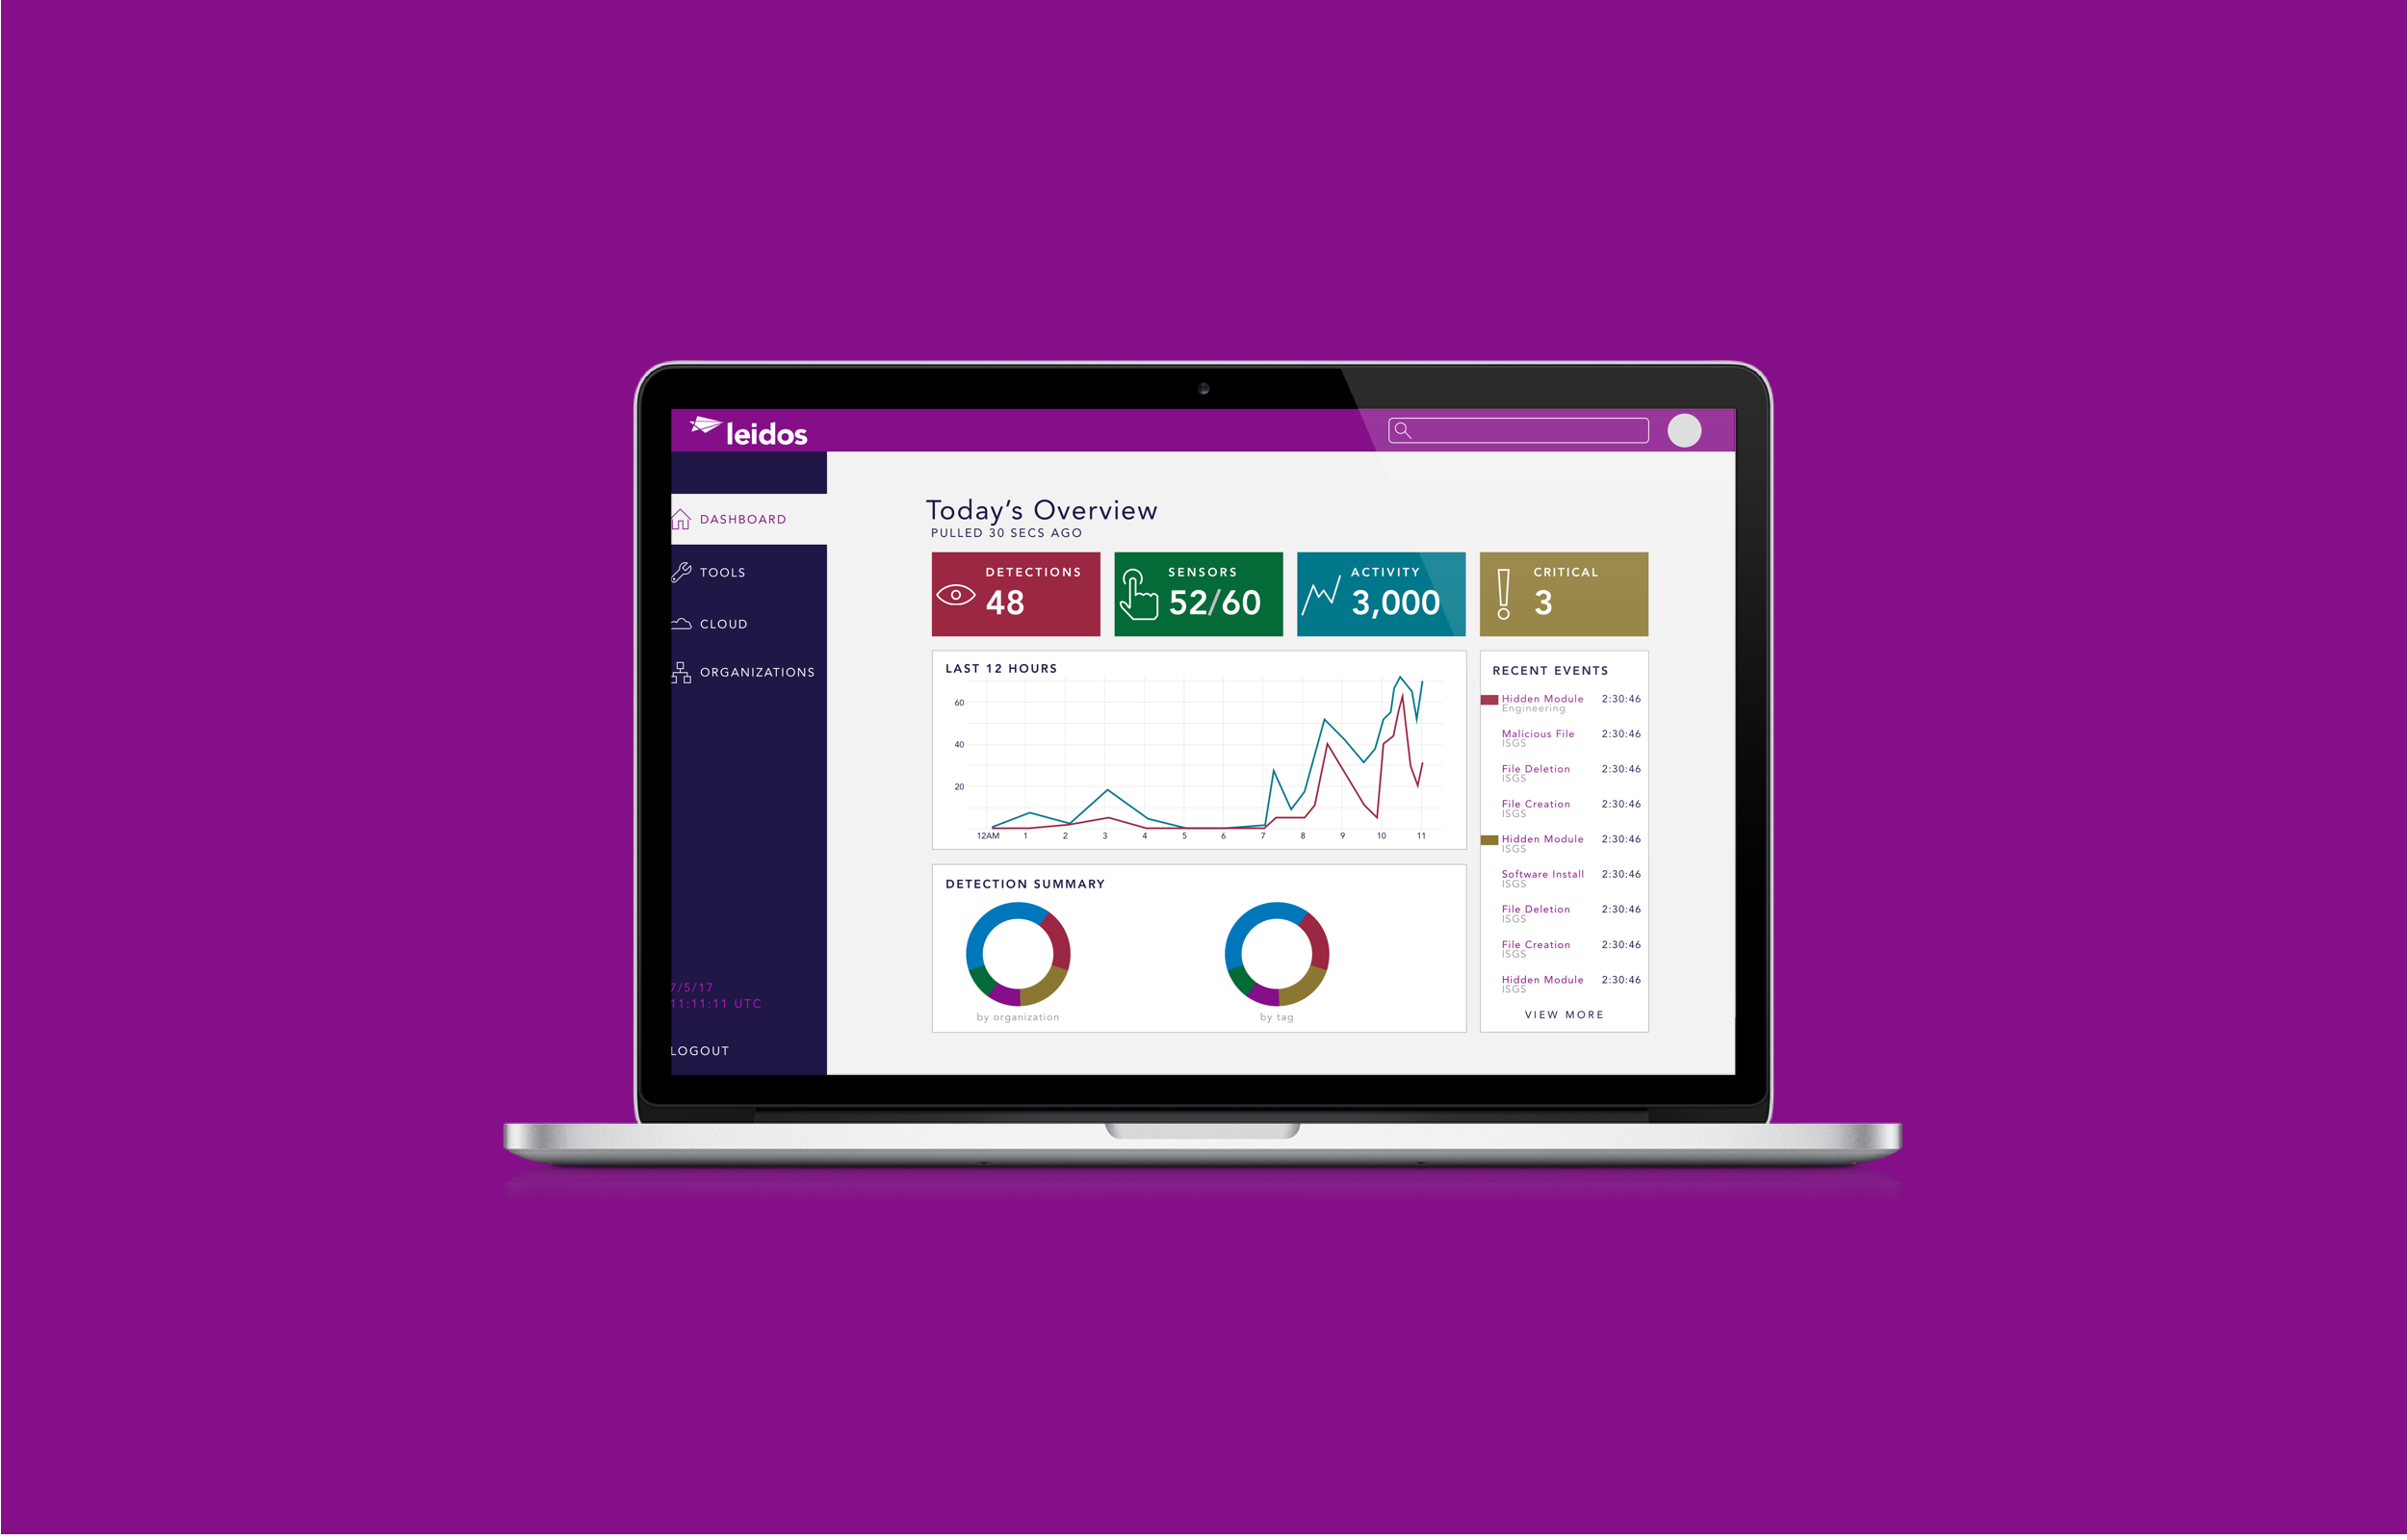 leidos
DASHBOARD
TOOLS
CLOUD
ORGANIZATIONS
7/5/17
11:11:11 UTC
LOGOUT
Today's Overview
PULLED 30 SECS AGO
DETECTIONS
48
SENSORS
52/60
ACTIVITY
3,000
CRITICAL
3
LAST 12 HOURS
60
40
20
12AM 1 2 3 4 5 6 7 8 9 10 11
DETECTION SUMMARY
by organization
by tag
RECENT EVENTS
Hidden Module 2:30:46
Engineering
Malicious File 2:30:46
ISGS
File Deletion 2:30:46
ISGS
File Creation 2:30:46
ISGS
Hidden Module 2:30:46
ISGS
Software Install 2:30:46
ISGS
File Deletion 2:30:46
ISGS
File Creation 2:30:46
ISGS
Hidden Module 2:30:46
ISGS
VIEW MORE